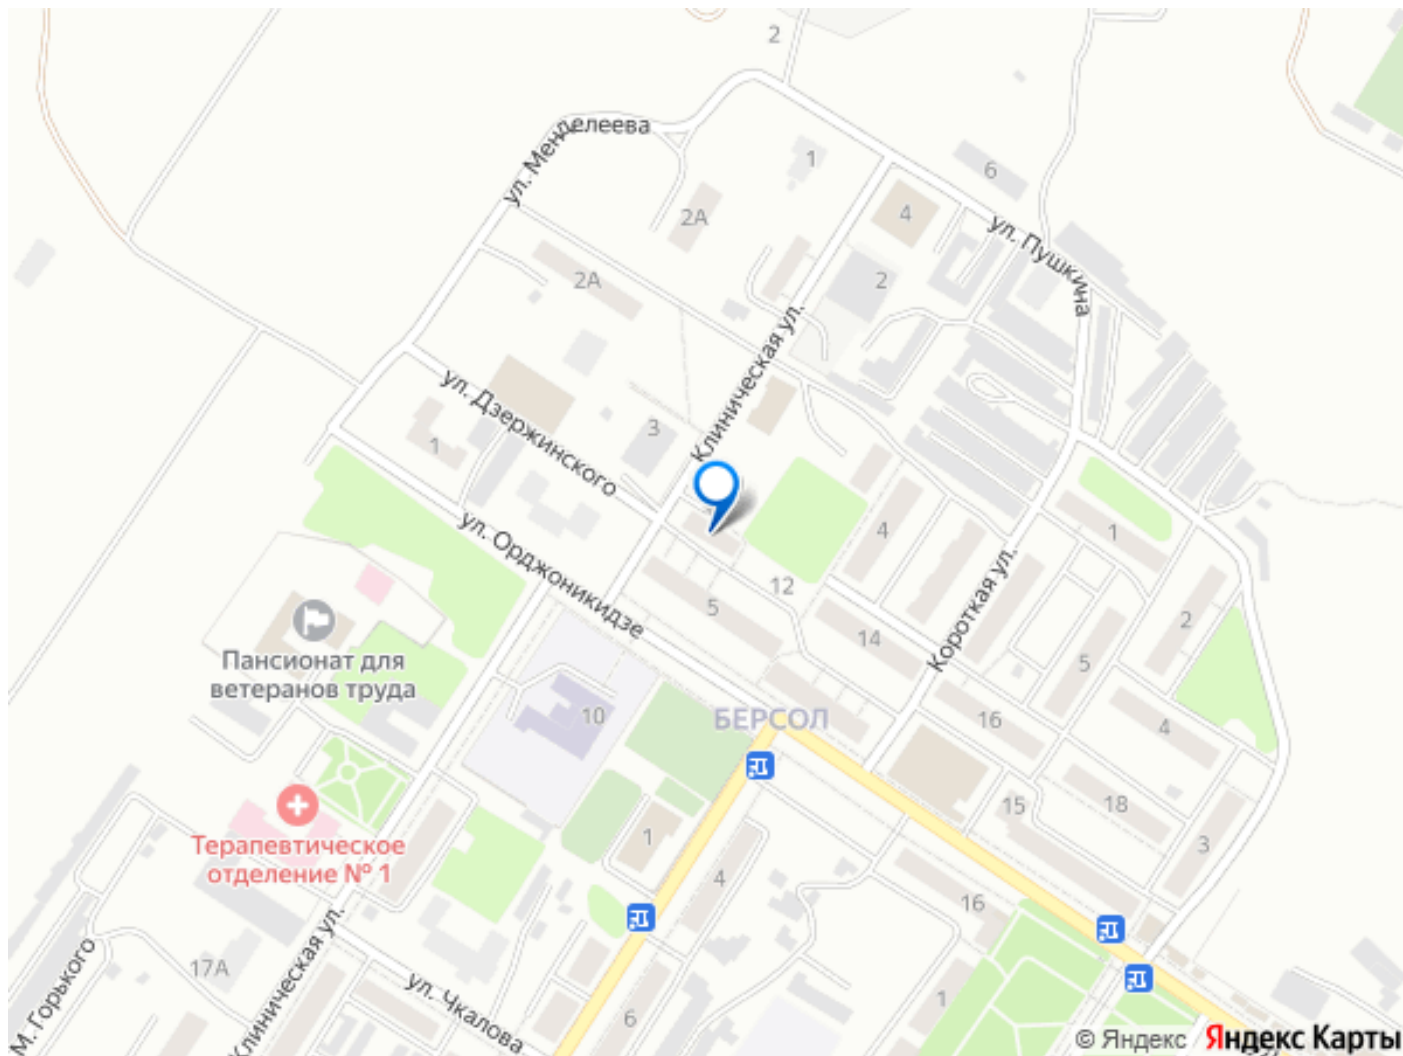 2
ул. Менделеева
1
6
2А
4
ул. Пушкина
2А
2
Клиническая ул.
ул. Дзержинского
3
1
ул. Орджоникидзе
4
1
12
5
Короткая ул.
14
2
5
Пансионат для
ветеранов труда
10
БЕРСОЛ
16
4
15
18
Терапевтическое
отделение № 1
1
3
4
16
М. Горького
17А
Клиническая ул.
ул. Чкалова
6
1
© Яндекс Яндекс Карты